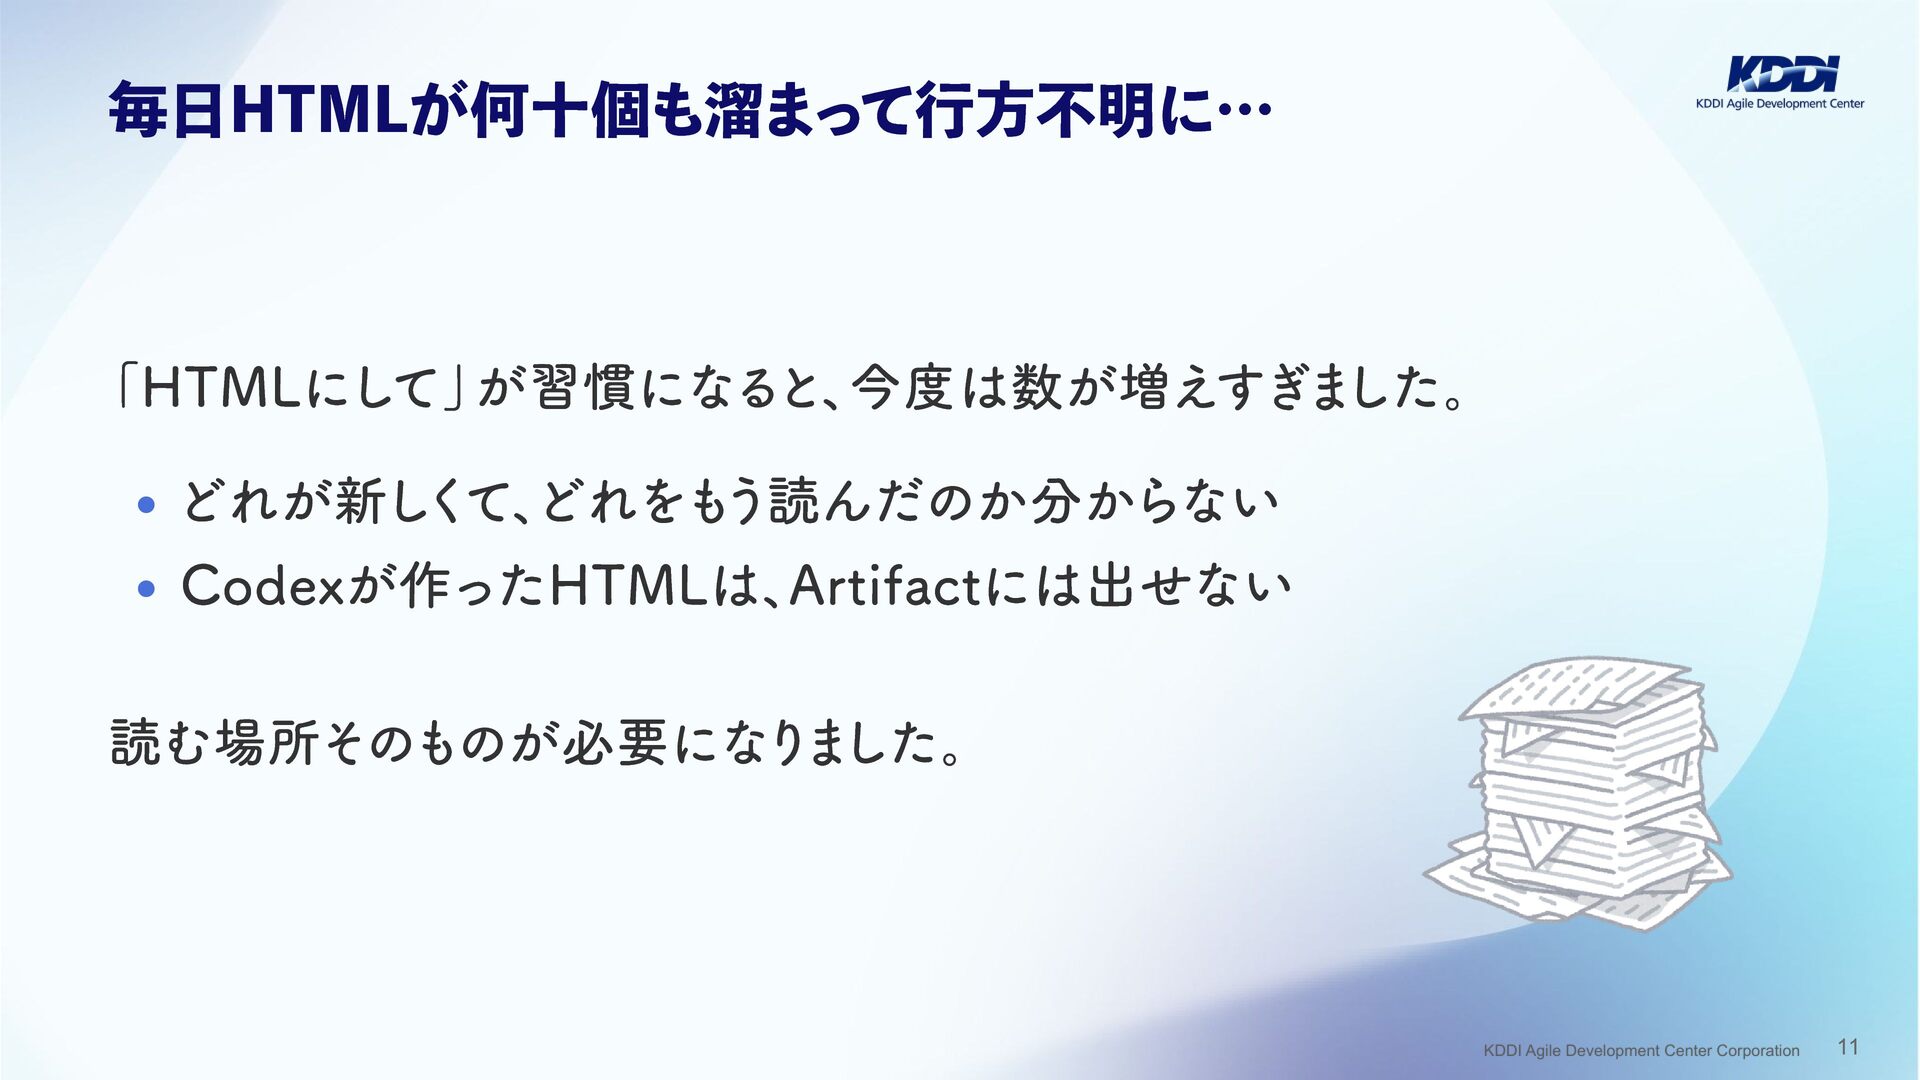 毎日HTMLが何十個も溜まって行方不明に…
KDDI
KDDI Agile Development Center
「HTMLにして」が習慣になると、今度は数が増えすぎました。
• どれが新しくて、どれをもう読んだのか分からない
• Codexが作ったHTMLは、Artifactには出せない
読む場所そのものが必要になりました。
KDDI Agile Development Center Corporation
11